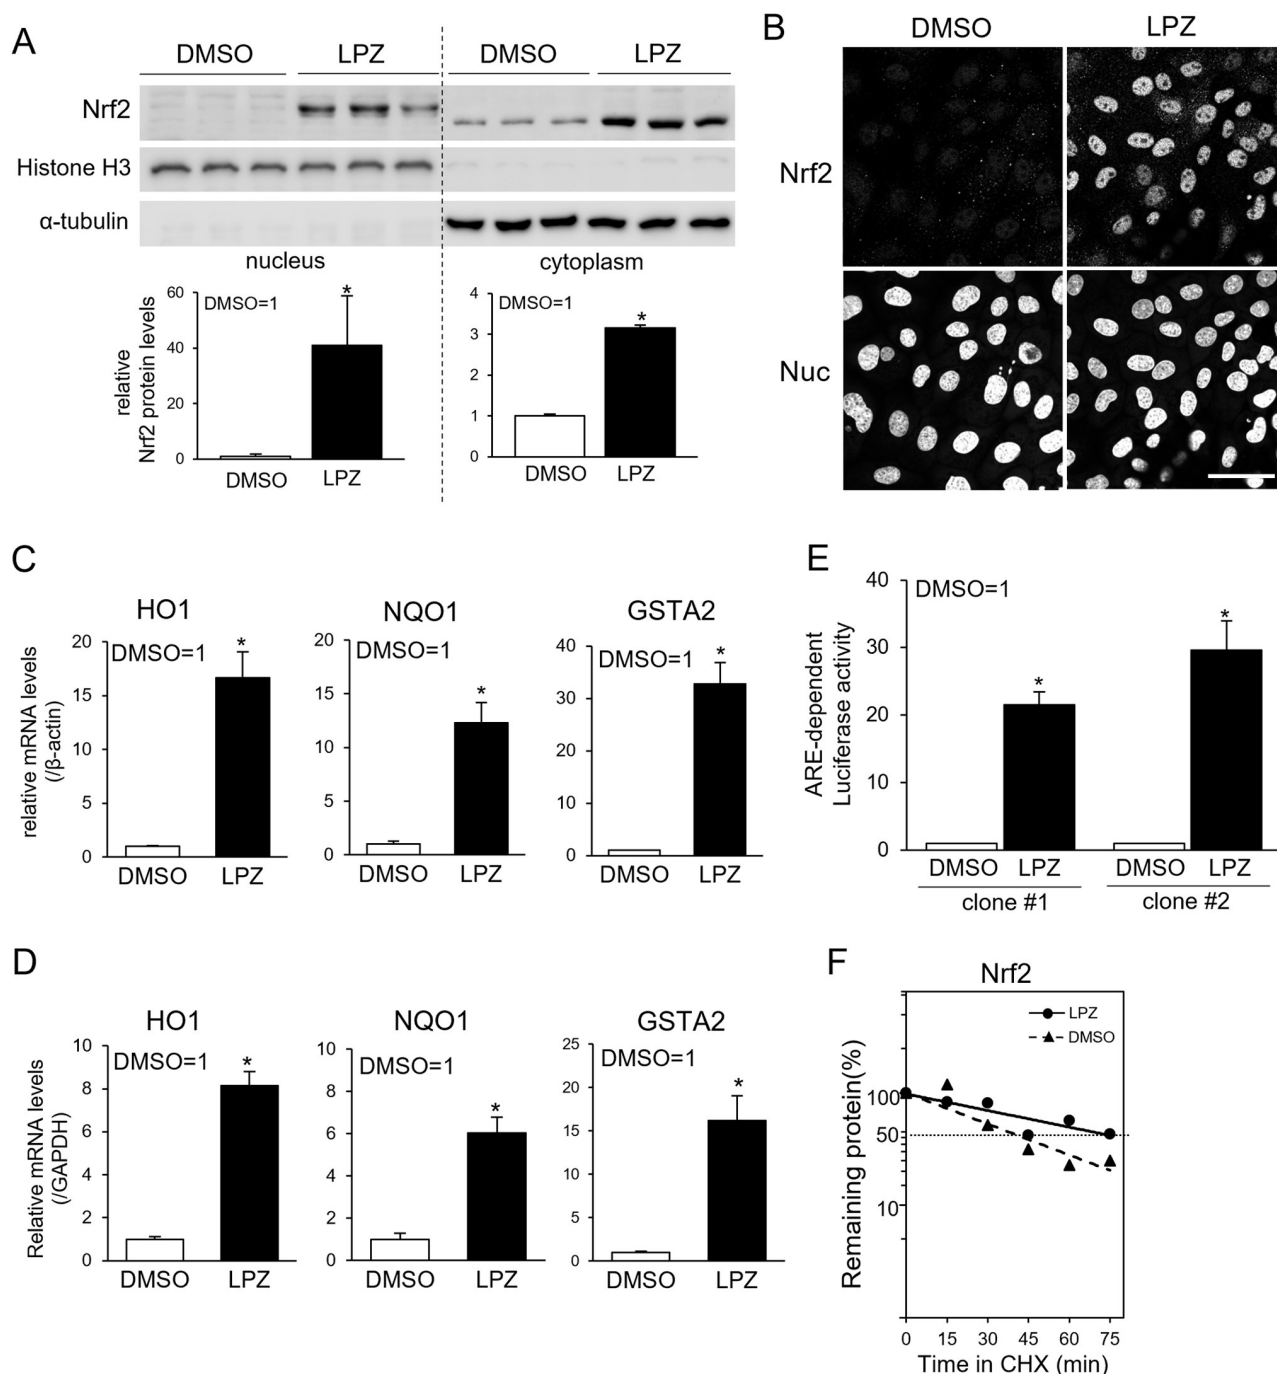 A
DMSO LPZ DMSO LPZ
Nrf2
Histone H3
α-tubulin
nucleus cytoplasm
relative
Nrf2 protein levels
60
40
20
0
DMSO=1
*
DMSO LPZ
4
3
2
1
0
DMSO=1
*
DMSO LPZ
B
DMSO LPZ
Nrf2
Nuc
C
relative mRNA levels
(/β-actin)
HO1
20
15
10
5
0
DMSO=1
*
DMSO LPZ
NQO1
20
15
10
5
0
DMSO=1
*
DMSO LPZ
GSTA2
40
30
20
10
0
DMSO=1
*
DMSO LPZ
E
ARE-dependent
Luciferase activity
40
30
20
10
0
DMSO=1
*
*
DMSO LPZ DMSO LPZ
clone #1 clone #2
D
Relative mRNA levels
(/GAPDH)
HO1
10
8
6
4
2
0
DMSO=1
*
DMSO LPZ
NQO1
10
8
6
4
2
0
DMSO=1
*
DMSO LPZ
GSTA2
25
20
15
10
5
0
DMSO=1
*
DMSO LPZ
F
Nrf2
LPZ
DMSO
Remaining protein(%)
100
50
10
0 15 30 45 60 75
Time in CHX (min)